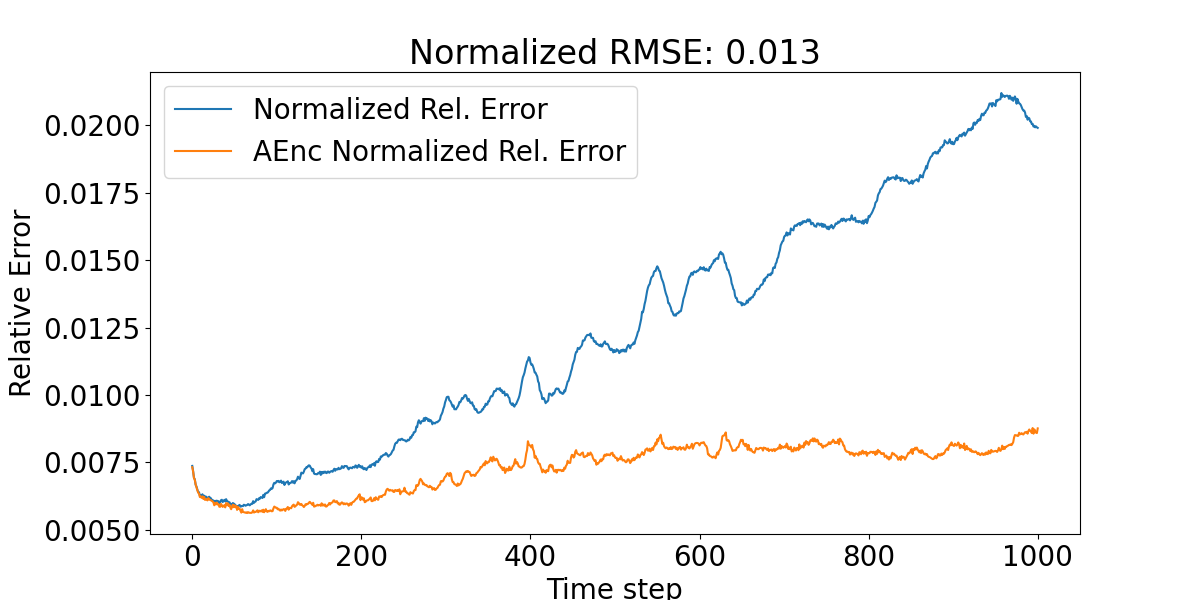 Normalized RMSE: 0.013
Normalized Rel. Error
AEnc Normalized Rel. Error
Relative Error
0.0200
0.0175
0.0150
0.0125
0.0100
0.0075
0.0050
0 200 400 600 800 1000
Time step